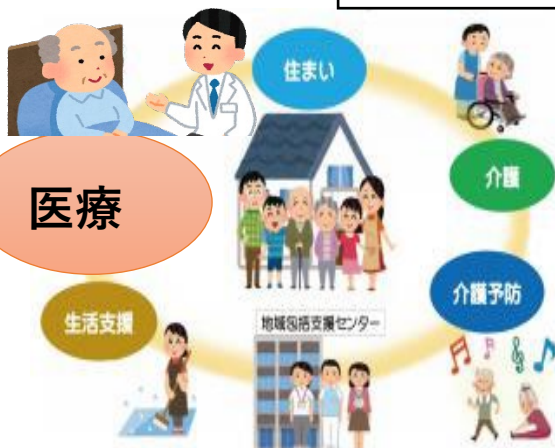 住まい
医療
介護
介護予防
生活支援
地域包括支援センター